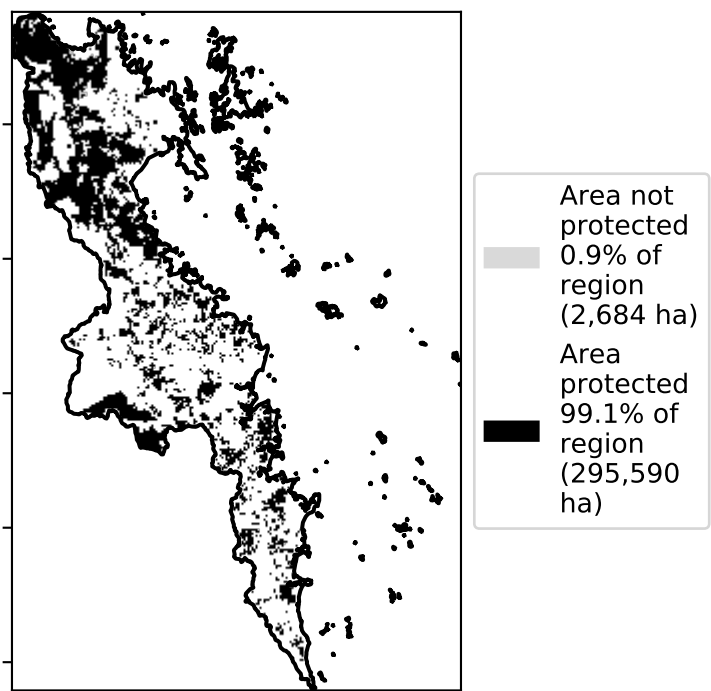 Area not
protected
0.9% of
region
(2,684 ha)
Area
protected
99.1% of
region
(295,590
ha)